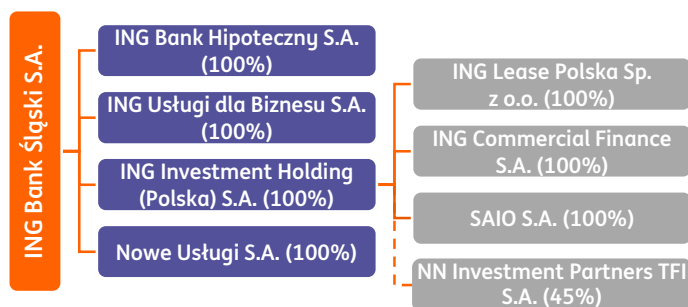 ING Bank Śląski S.A.
ING Bank Hipoteczny S.A.
(100%)
ING Usługi dla Biznesu S.A.
(100%)
ING Investment Holding
(Polska) S.A. (100%)
Nowe Usługi S.A. (100%)
ING Lease Polska Sp.
z o.o. (100%)
ING Commercial Finance
S.A. (100%)
SAIO S.A. (100%)
NN Investment Partners TFI
S.A. (45%)